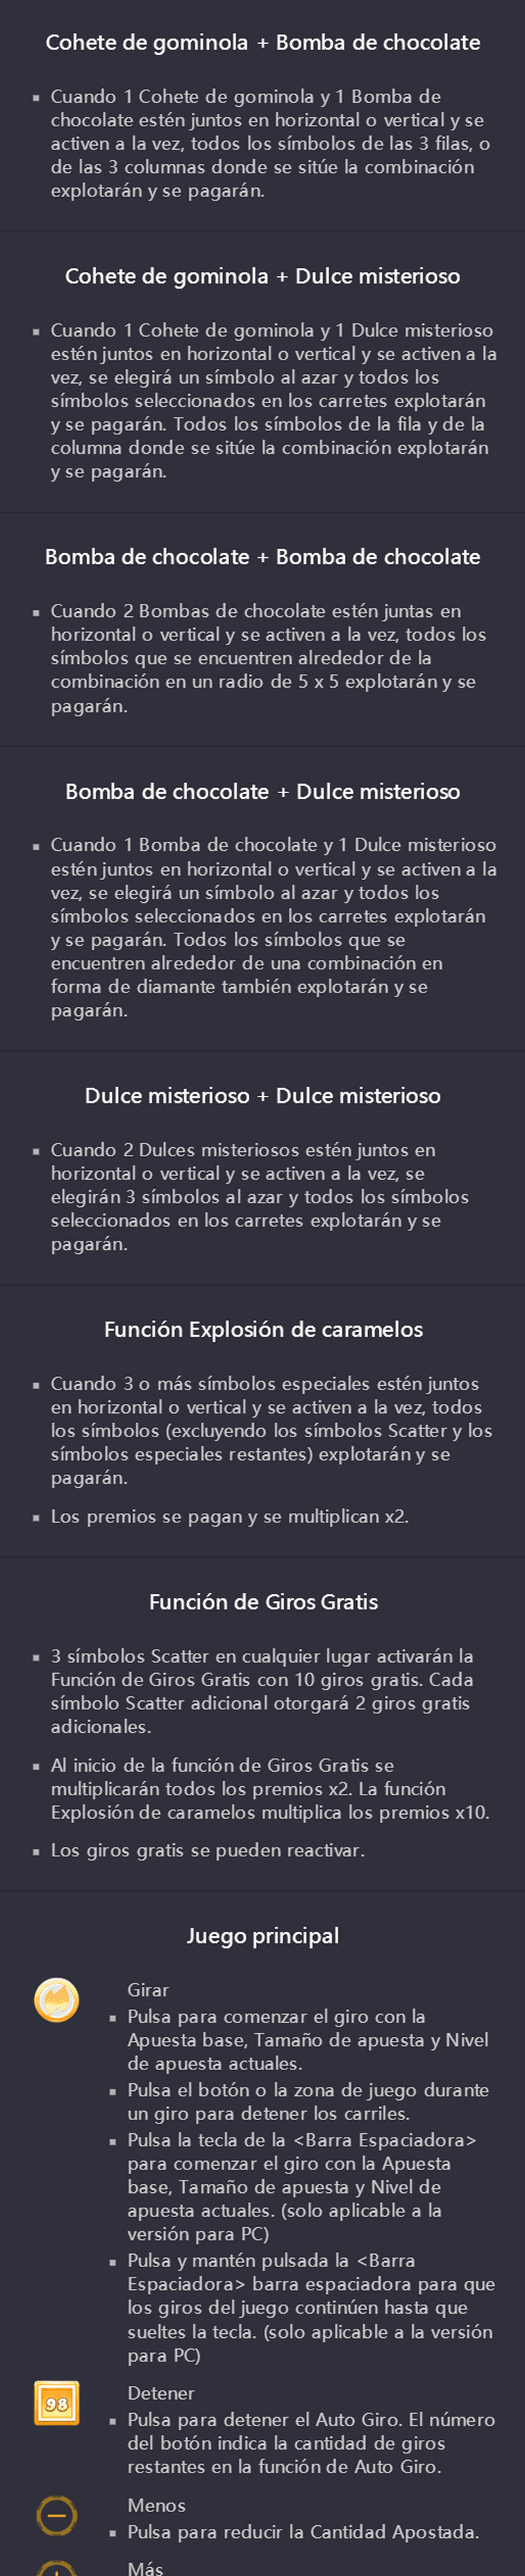 Cohete de gominola + Bomba de chocolate
▪ Cuando 1 Cohete de gominola y 1 Bomba de
chocolate estén juntos en horizontal o vertical y se
activen a la vez, todos los símbolos de las 3 filas, o
de las 3 columnas donde se sitúe la combinación
explotarán y se pagarán.
Cohete de gominola + Dulce misterioso
▪ Cuando 1 Cohete de gominola y 1 Dulce misterioso
estén juntos en horizontal o vertical y se activen a la
vez, se elegirá un símbolo al azar y todos los
símbolos seleccionados en los carretes explotarán
y se pagarán. Todos los símbolos de la fila y de la
columna donde se sitúe la combinación explotarán
y se pagarán.
Bomba de chocolate + Bomba de chocolate
▪ Cuando 2 Bombas de chocolate estén juntas en
horizontal o vertical y se activen a la vez, todos los
símbolos que se encuentren alrededor de la
combinación en un radio de 5 x 5 explotarán y se
pagarán.
Bomba de chocolate + Dulce misterioso
▪ Cuando 1 Bomba de chocolate y 1 Dulce misterioso
estén juntos en horizontal o vertical y se activen a la
vez, se elegirá un símbolo al azar y todos los
símbolos seleccionados en los carretes explotarán
y se pagarán. Todos los símbolos que se
encuentren alrededor de una combinación en
forma de diamante también explotarán y se
pagarán.
Dulce misterioso + Dulce misterioso
▪ Cuando 2 Dulces misteriosos estén juntos en
horizontal o vertical y se activen a la vez, se
elegirán 3 símbolos al azar y todos los símbolos
seleccionados en los carretes explotarán y se
pagarán.
Función Explosión de caramelos
▪ Cuando 3 o más símbolos especiales estén juntos
en horizontal o vertical y se activen a la vez, todos
los símbolos (excluyendo los símbolos Scatter y los
símbolos especiales restantes) explotarán y se
pagarán.
▪ Los premios se pagan y se multiplican x2.
Función de Giros Gratis
▪ 3 símbolos Scatter en cualquier lugar activarán la
Función de Giros Gratis con 10 giros gratis. Cada
símbolo Scatter adicional otorgará 2 giros gratis
adicionales.
▪ Al inicio de la función de Giros Gratis se
multiplicarán todos los premios x2. La función
Explosión de caramelos multiplica los premios x10.
▪ Los giros gratis se pueden reactivar.
Juego principal
Girar
▪ Pulsa para comenzar el giro con la
Apuesta base, Tamaño de apuesta y Nivel
de apuesta actuales.
▪ Pulsa el botón o la zona de juego durante
un giro para detener los carriles.
▪ Pulsa la tecla de la <Barra Espaciadora>
para comenzar el giro con la Apuesta
base, Tamaño de apuesta y Nivel de
apuesta actuales. (solo aplicable a la
versión para PC)
▪ Pulsa y mantén pulsada la <Barra
Espaciadora> barra espaciadora para que
los giros del juego continúen hasta que
sueltes la tecla. (solo aplicable a la versión
para PC)
98
Detener
▪ Pulsa para detener el Auto Giro. El número
del botón indica la cantidad de giros
restantes en la función de Auto Giro.
Menos
▪ Pulsa para reducir la Cantidad Apostada.
Más